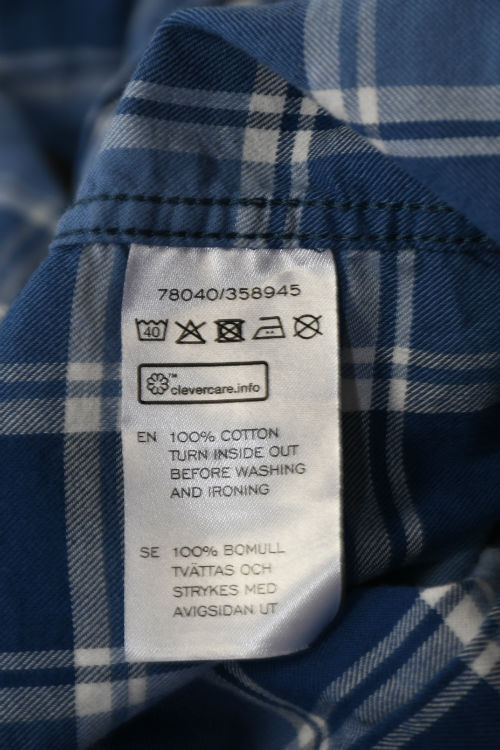 78040/358945
40
clevercare.info™
EN 100% COTTON
TURN INSIDE OUT
BEFORE WASHING
AND IRONING
SE 100% BOMULL
TVÄTTAS OCH
STRYKES MED
AVIGSIDAN UT